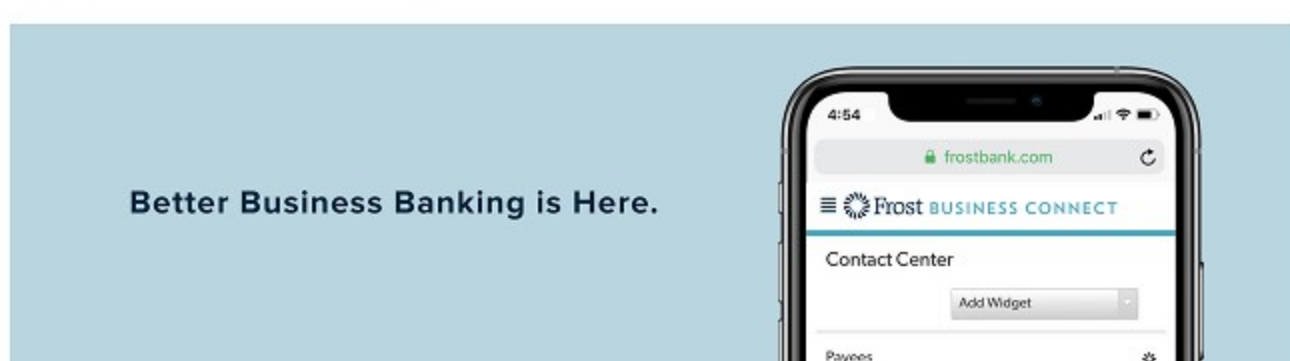 Better Business Banking is Here.
4:54
frostbank.com
Frost BUSINESS CONNECT
Contact Center
Add Widget
Payees